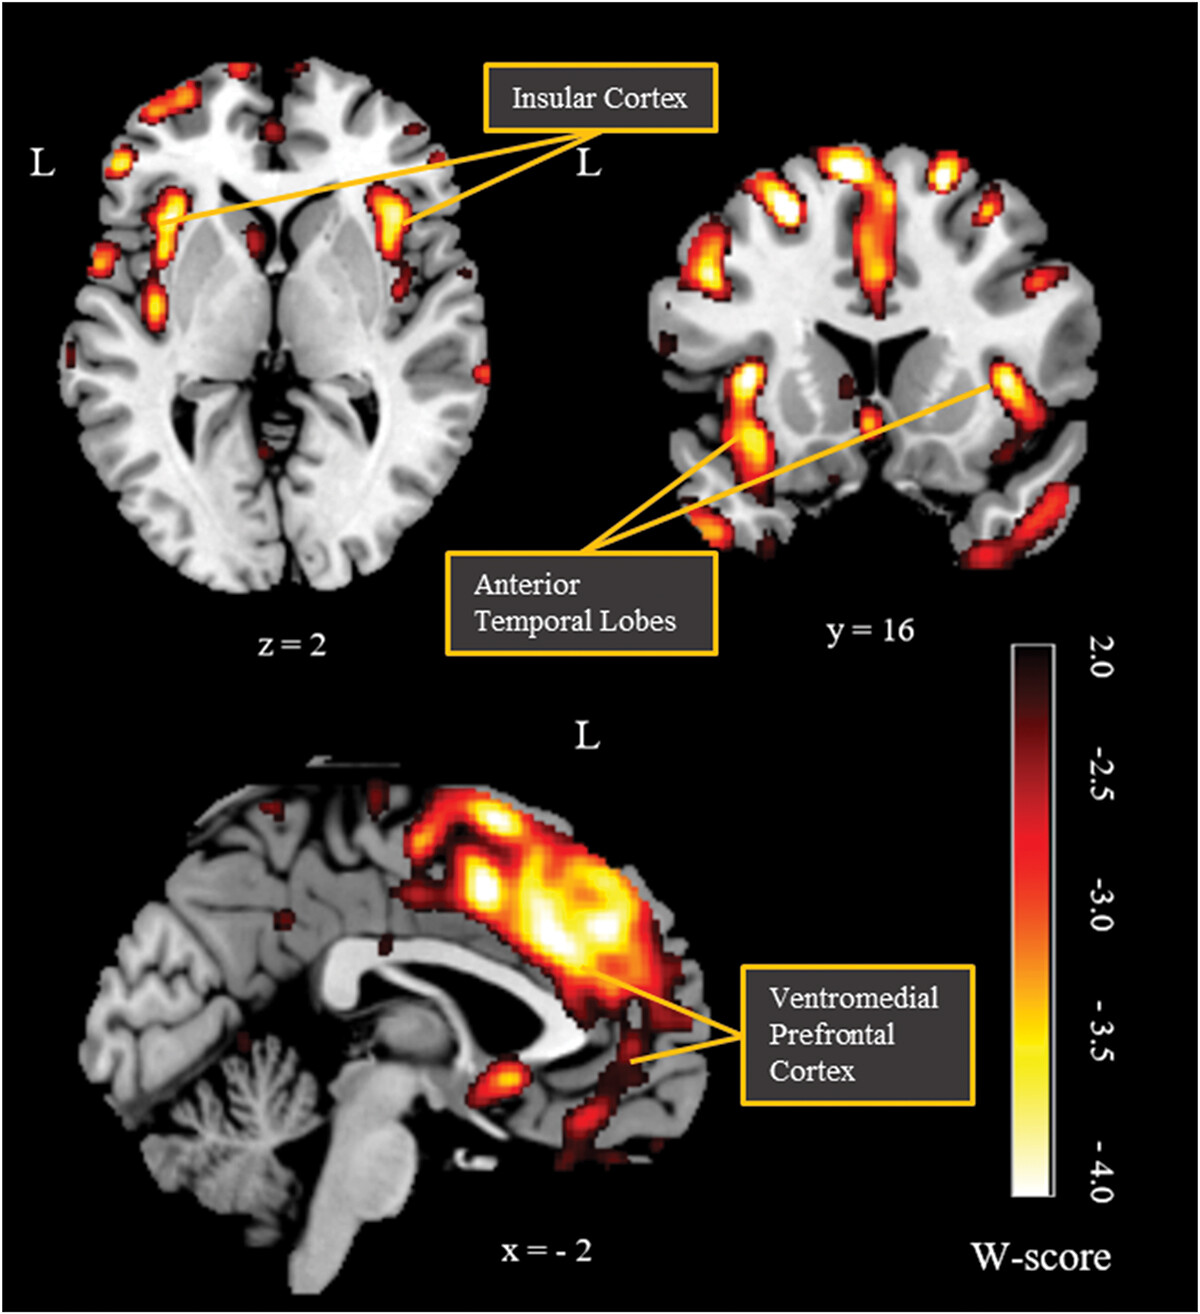 Insular Cortex
L
L
Anterior
Temporal Lobes
z = 2
y = 16
L
2.0
-2.5
-3.0
- 3.5
- 4.0
Ventromedial
Prefrontal
Cortex
x = - 2
W-score